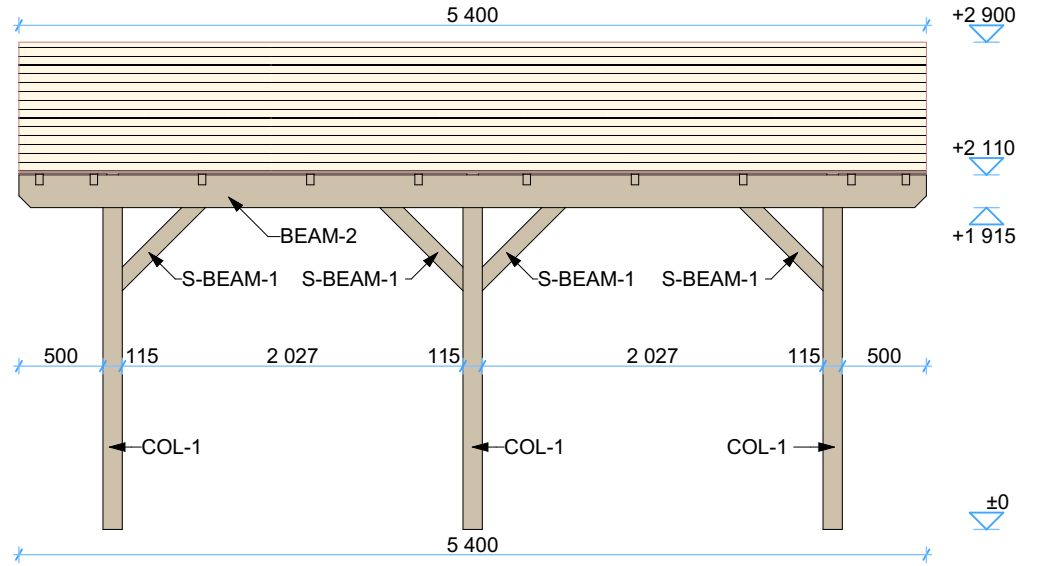 5 400
+2 900
+2 110
+1 915
BEAM-2
S-BEAM-1
S-BEAM-1
S-BEAM-1
S-BEAM-1
500
115
2 027
115
2 027
115
500
COL-1
COL-1
COL-1
±0
5 400